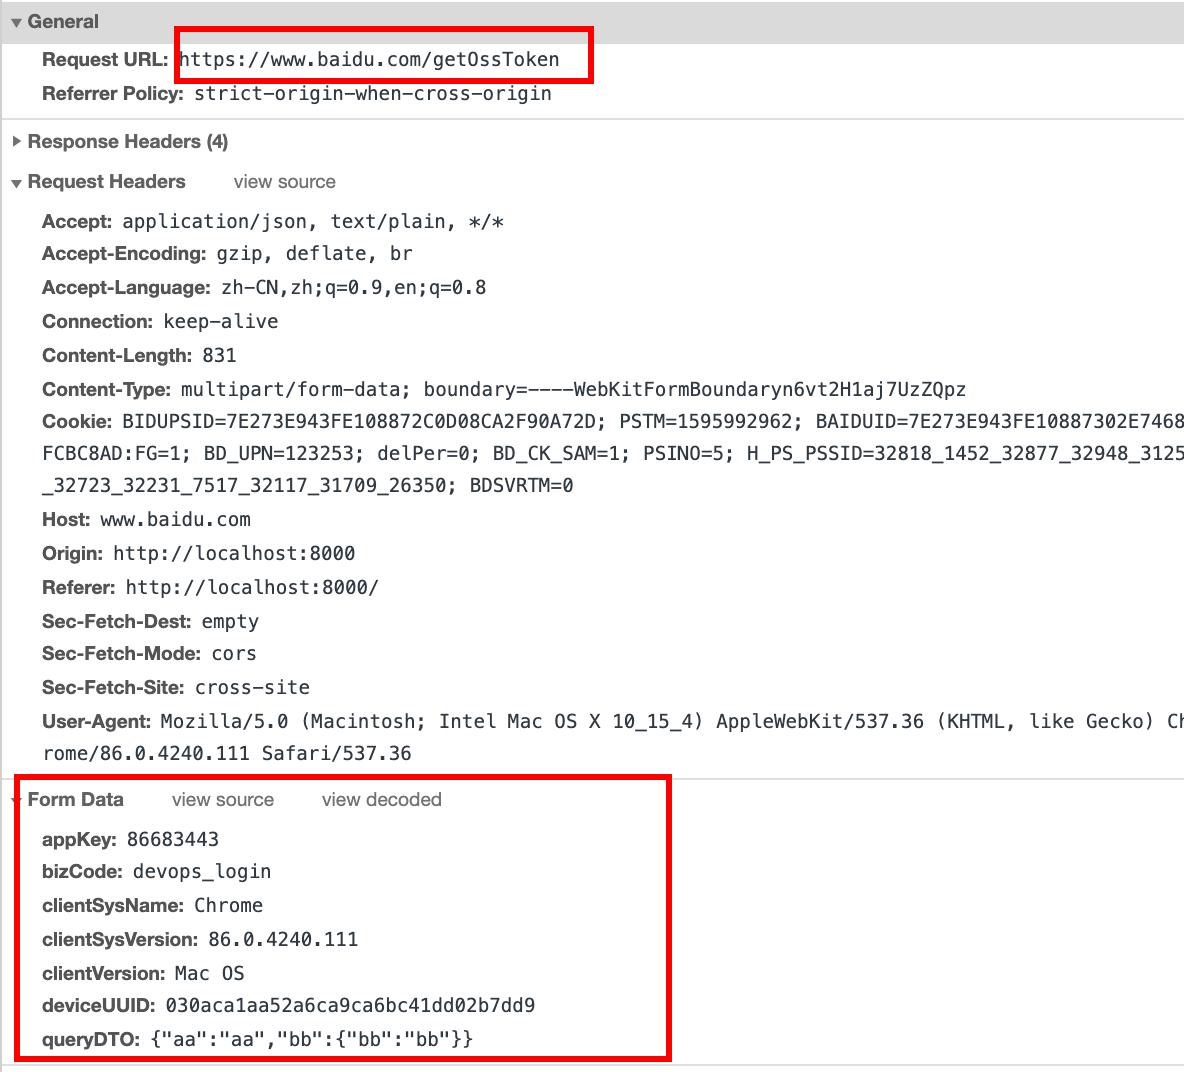 General
Request URL: https://www.baidu.com/getOssToken
Referrer Policy: strict-origin-when-cross-origin
Response Headers (4)
Request Headers view source
Accept: application/json, text/plain, */*
Accept-Encoding: gzip, deflate, br
Accept-Language: zh-CN,zh;q=0.9,en;q=0.8
Connection: keep-alive
Content-Length: 831
Content-Type: multipart/form-data; boundary=----WebKitFormBoundaryn6vt2H1aj7UzZQpz
Cookie: BIDUPSID=7E273E943FE108872C0D08CA2F90A72D; PSTM=1595992962; BAIDUID=7E273E943FE10887302E7468
FCBC8AD:FG=1; BD_UPN=123253; delPer=0; BD_CK_SAM=1; PSINO=5; H_PS_PSSID=32818_1452_32877_32948_3125
_32723_32231_7517_32117_31709_26350; BDSVRTM=0
Host: www.baidu.com
Origin: http://localhost:8000
Referer: http://localhost:8000/
Sec-Fetch-Dest: empty
Sec-Fetch-Mode: cors
Sec-Fetch-Site: cross-site
User-Agent: Mozilla/5.0 (Macintosh; Intel Mac OS X 10_15_4) AppleWebKit/537.36 (KHTML, like Gecko) Ch
rome/86.0.4240.111 Safari/537.36
Form Data view source view decoded
appKey: 86683443
bizCode: devops_login
clientSysName: Chrome
clientSysVersion: 86.0.4240.111
clientVersion: Mac OS
deviceUUID: 030aca1aa52a6ca9ca6bc41dd02b7dd9
queryDTO: {"aa":"aa","bb":{"bb":"bb"}}